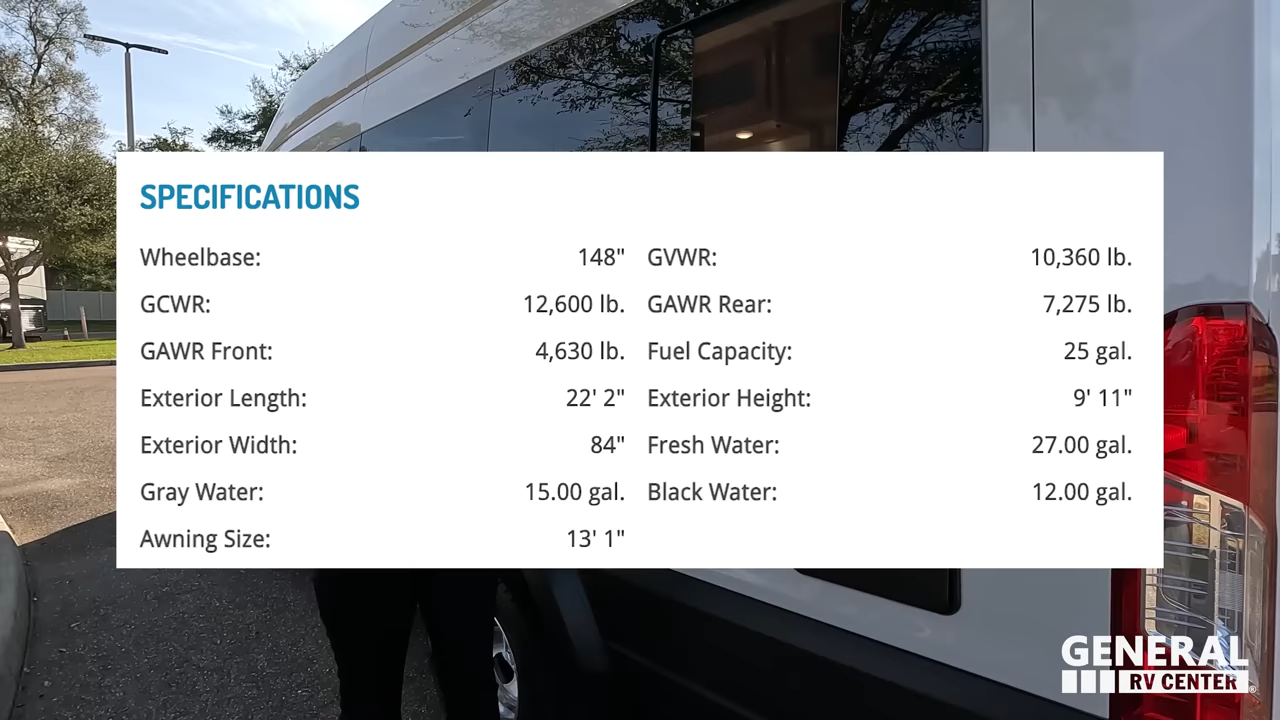 SPECIFICATIONS
Wheelbase: 148" GVWR: 10,360 lb.
GCWR: 12,600 lb. GAWR Rear: 7,275 lb.
GAWR Front: 4,630 lb. Fuel Capacity: 25 gal.
Exterior Length: 22' 2" Exterior Height: 9' 11"
Exterior Width: 84" Fresh Water: 27.00 gal.
Gray Water: 15.00 gal. Black Water: 12.00 gal.
Awning Size: 13' 1"
GENERAL
RV CENTER®